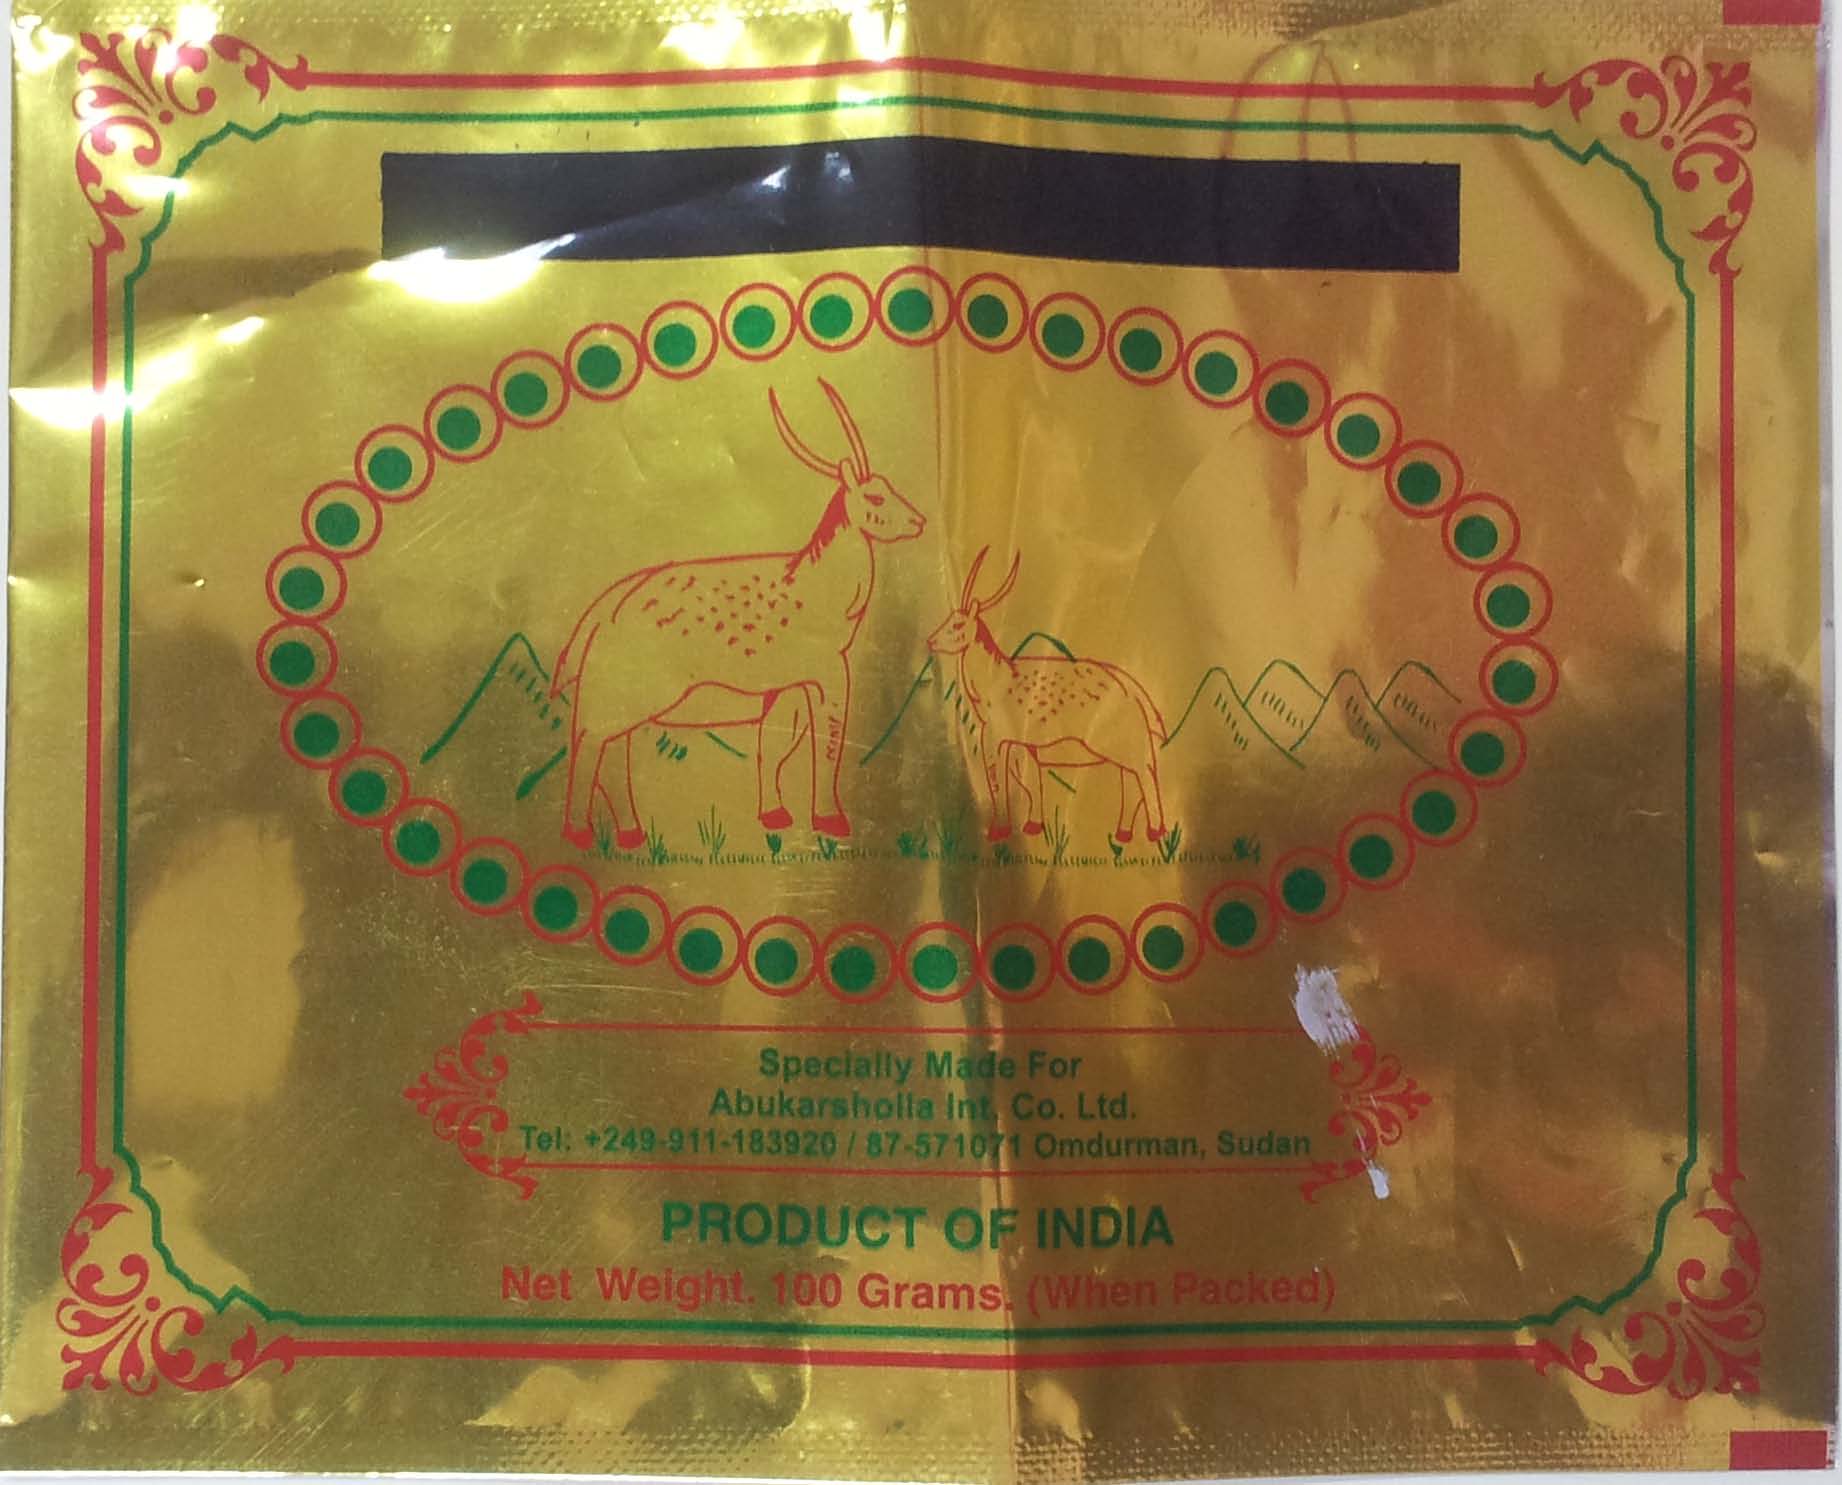 Specially Made For
Abukarsholla Int. Co. Ltd.
Tel: +249-911-183920 / 87-571071 Omdurman, Sudan
PRODUCT OF INDIA
Net Weight. 100 Grams. (When Packed)